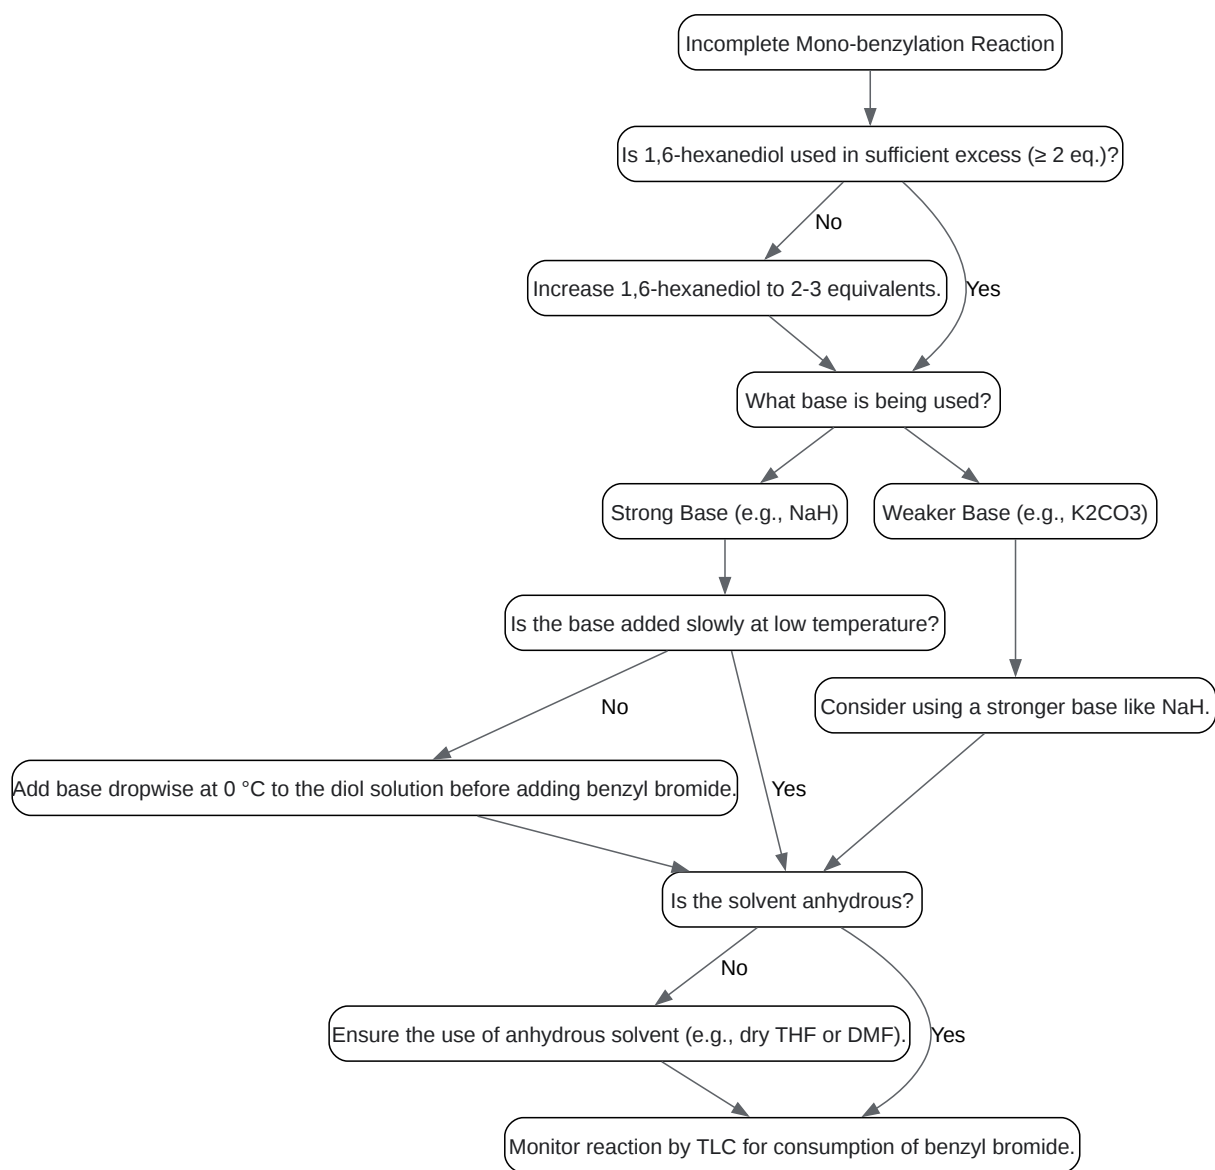 Incomplete Mono-benzylation Reaction
Is 1,6-hexanediol used in sufficient excess (≥ 2 eq.)?
No
Increase 1,6-hexanediol to 2-3 equivalents.
Yes
What base is being used?
Strong Base (e.g., NaH)
Weaker Base (e.g., K2CO3)
Is the base added slowly at low temperature?
No
Consider using a stronger base like NaH.
Add base dropwise at 0 °C to the diol solution before adding benzyl bromide.
Yes
Is the solvent anhydrous?
No
Ensure the use of anhydrous solvent (e.g., dry THF or DMF).
Yes
Monitor reaction by TLC for consumption of benzyl bromide.